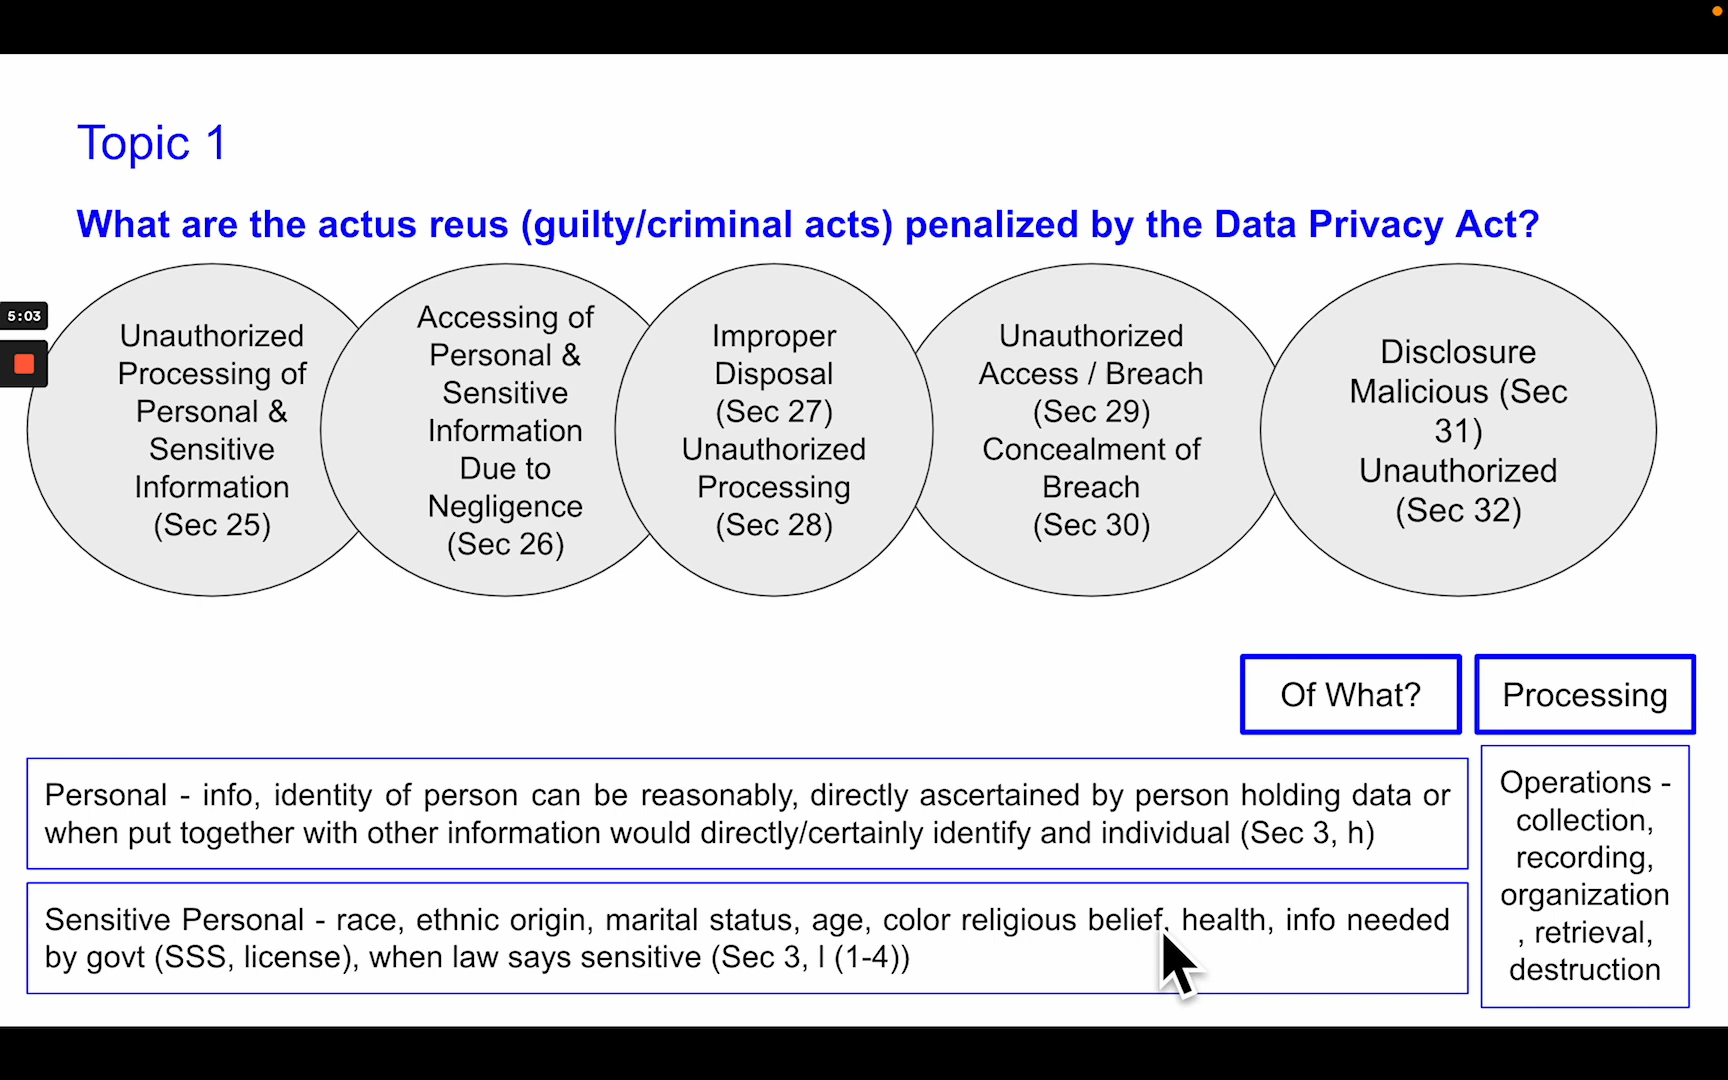 Topic 1
What are the actus reus (guilty/criminal acts) penalized by the Data Privacy Act?
5:03
Unauthorized
Processing of
Personal &
Sensitive
Information
(Sec 25)
Accessing of
Personal &
Sensitive
Information
Due to
Negligence
(Sec 26)
Improper
Disposal
(Sec 27)
Unauthorized
Processing
(Sec 28)
Unauthorized
Access / Breach
(Sec 29)
Concealment of
Breach
(Sec 30)
Disclosure
Malicious (Sec
31)
Unauthorized
(Sec 32)
Of What?
Processing
Personal - info, identity of person can be reasonably, directly ascertained by person holding data or
when put together with other information would directly/certainly identify and individual (Sec 3, h)
Sensitive Personal - race, ethnic origin, marital status, age, color religious belief, health, info needed
by govt (SSS, license), when law says sensitive (Sec 3, l (1-4))
Operations -
collection,
recording,
organization
, retrieval,
destruction